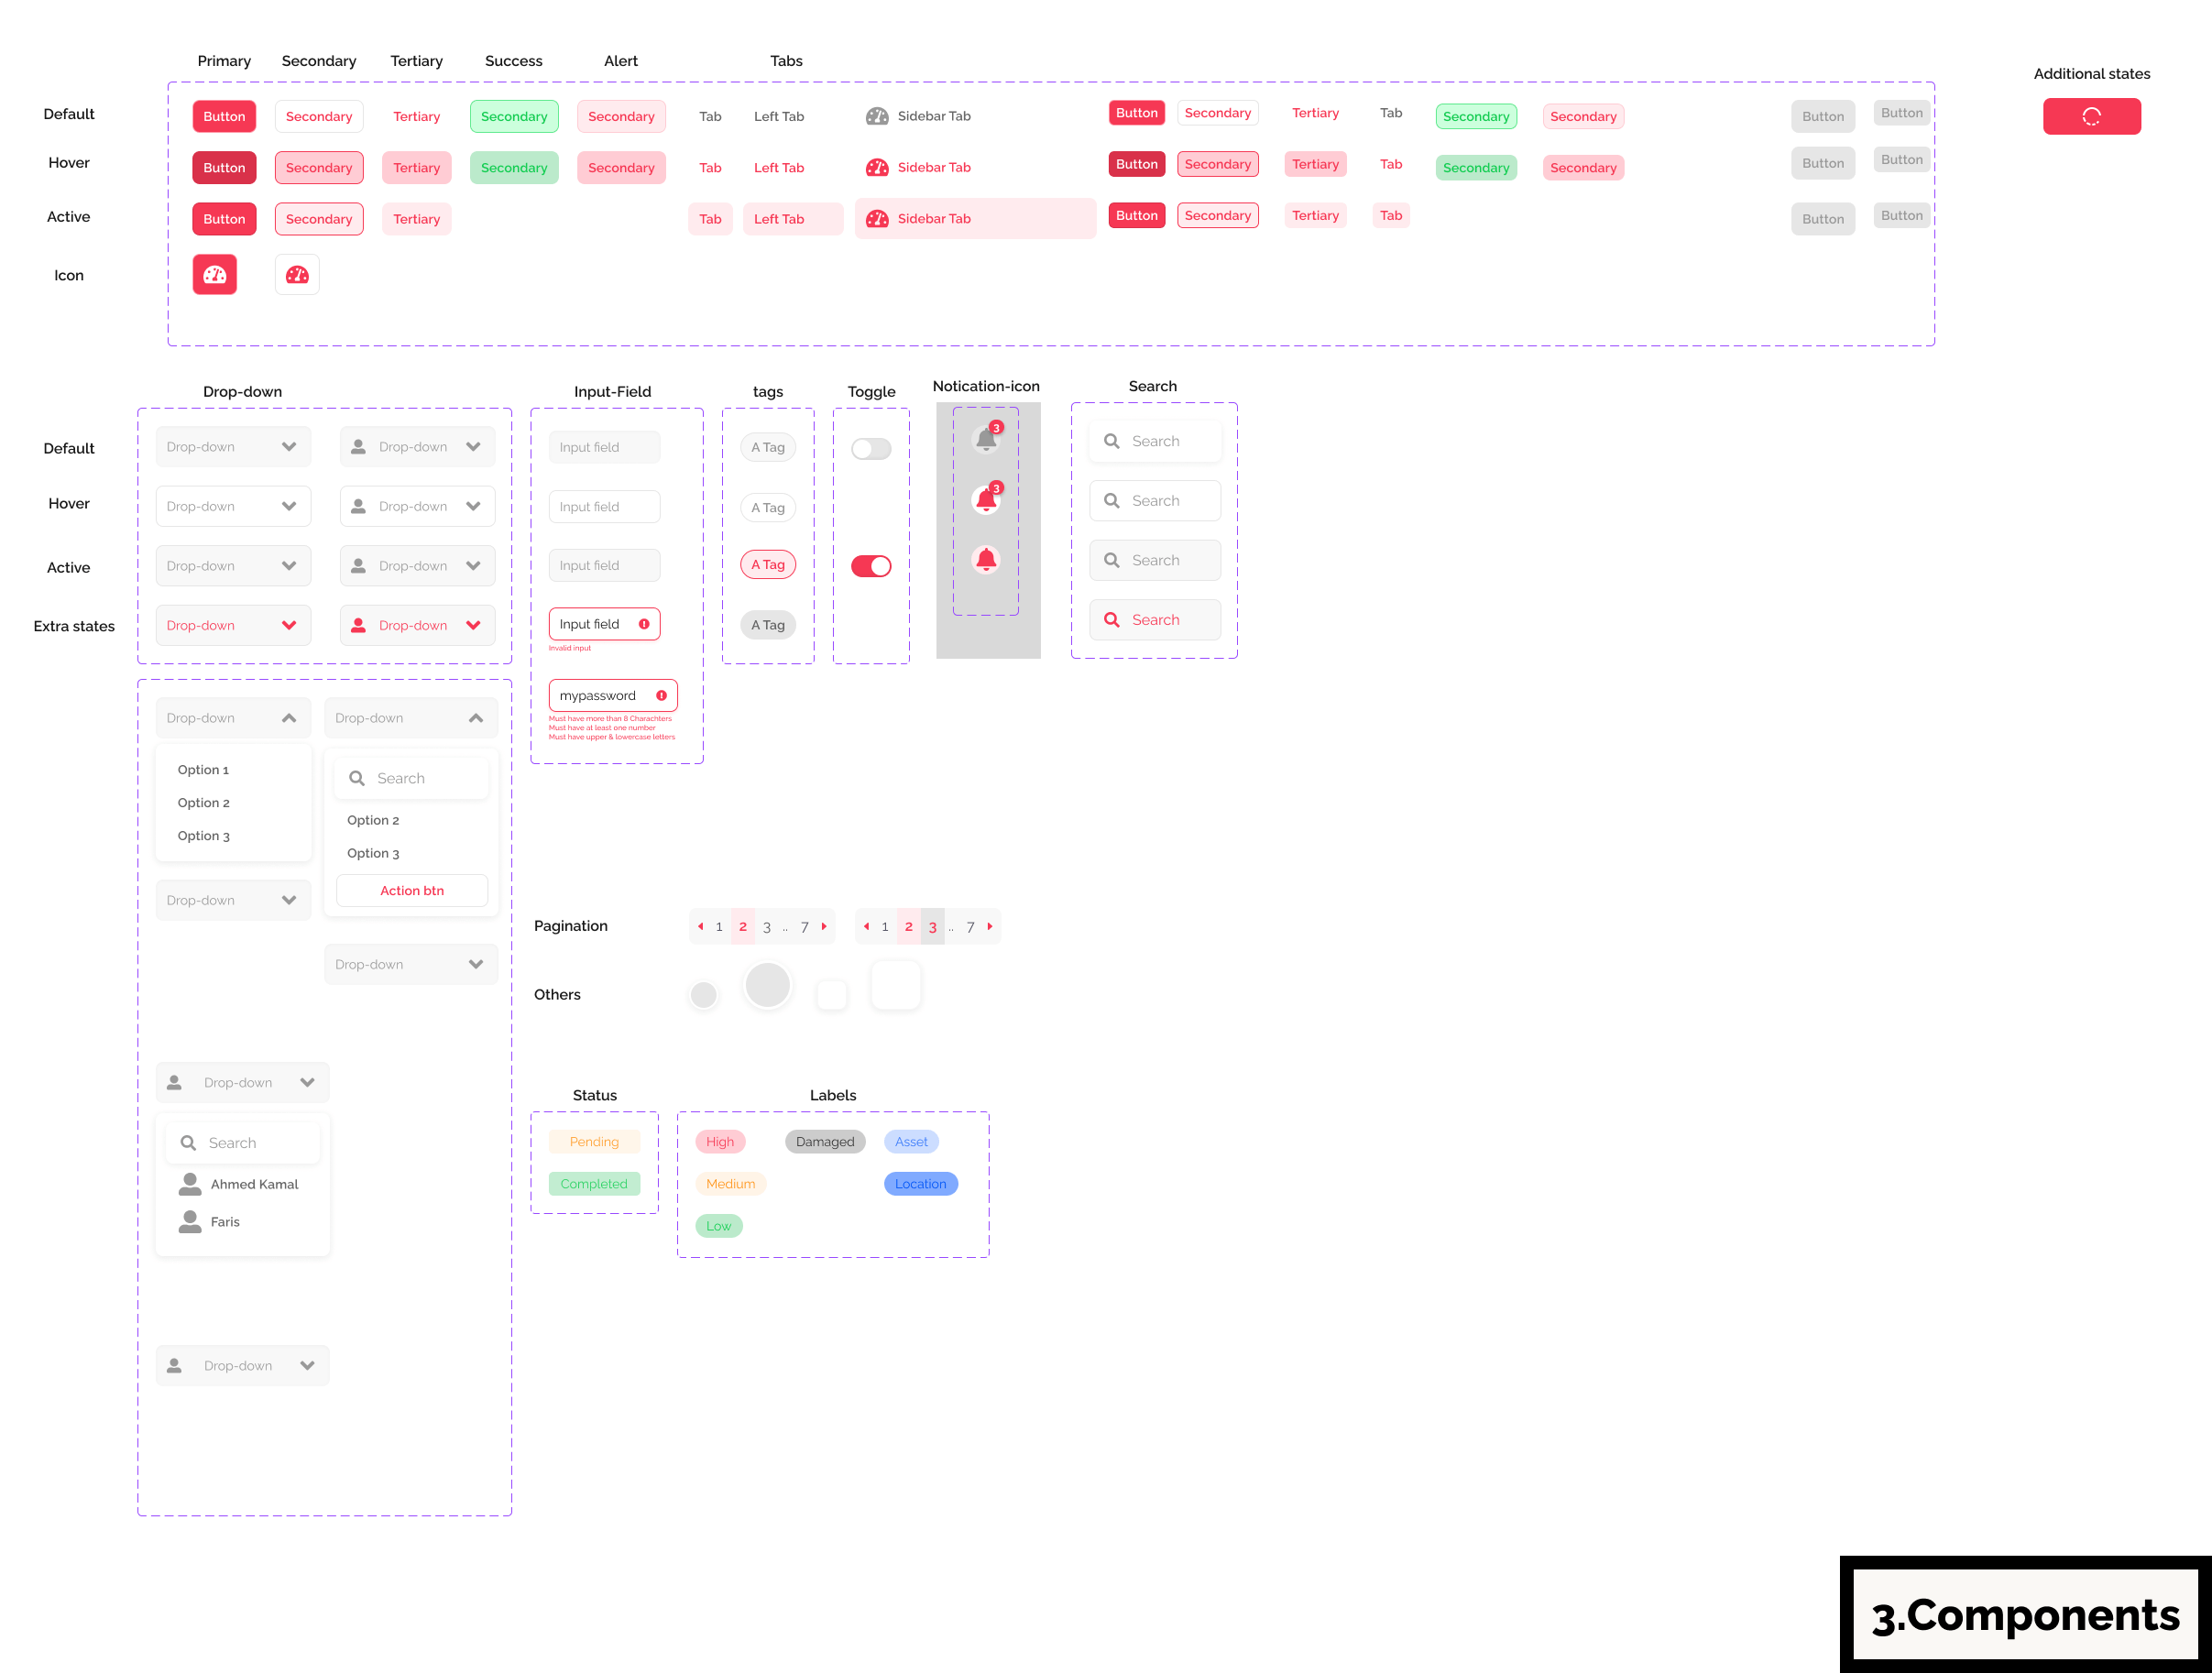 Primary Secondary Tertiary Success Alert Tabs
Additional states
Default Button Secondary Tertiary Secondary Secondary Tab Left Tab Sidebar Tab Button Secondary Tertiary Tab Secondary Secondary Button Button
Hover Button Secondary Tertiary Secondary Secondary Tab Left Tab Sidebar Tab Button Secondary Tertiary Tab Secondary Secondary Button Button
Active Button Secondary Tertiary Tab Left Tab Sidebar Tab Button Secondary Tertiary Tab Button Button
Icon
Drop-down Input-Field tags Toggle Notication-icon Search
Default Drop-down Drop-down Input field A Tag 3 Search
Hover Drop-down Drop-down Input field A Tag 3 Search
Active Drop-down Drop-down Input field A Tag Search
Extra states Drop-down Drop-down Input field A Tag Search
Invalid input
mypassword
Must have more than 8 Charachters
Must have at least one number
Must have upper & lowercase letters
Drop-down Drop-down
Option 1
Option 2
Option 3
Search
Option 2
Option 3
Action btn
Drop-down
Drop-down
Pagination 1 2 3 .. 7 1 2 3 .. 7
Others
Drop-down
Search
Ahmed Kamal
Faris
Drop-down
Status Labels
Pending High Damaged Asset
Completed Medium Location
Low
3.Components